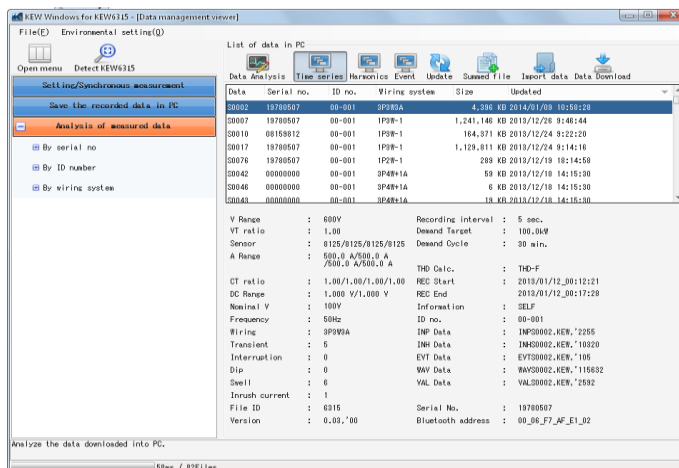 KEW Windows for KEW6315 - [Data management viewer]
File(F) Environmental setting(O)
Open menu Detect KEW6315
Setting/Synchronous measurement
Save the recorded data in PC
Analysis of measured data
By serial no
By ID number
By wiring system
List of data in PC
Data Analysis Time series Harmonics Event Update Summed file Import data Data Download
Data Serial no. ID no. Wiring system Size Updated
S0002 19780507 00-001 3P3W3A 4,396 KB 2014/01/09 10:58:28
S0007 19780507 00-001 1P3W-1 1,241,146 KB 2013/12/26 9:46:44
S0010 08159812 00-001 1P3W-1 164,371 KB 2013/12/24 9:22:20
S0017 19780507 00-001 1P3W-1 1,129,811 KB 2013/12/24 9:14:16
S0076 19780507 00-001 1P2W-1 289 KB 2013/12/19 18:14:58
S0042 00000000 00-001 3P4W+1A 59 KB 2013/12/18 14:15:30
S0046 00000000 00-001 3P4W+1A 6 KB 2013/12/18 14:15:30
S0043 00000000 00-001 3P4W+1A 19 KB 2013/12/18 14:15:30
V Range : 600V Recording interval : 5 sec.
VT ratio : 1.00 Demand Target : 100.0kW
Sensor : 8125/8125/8125/8125 Demand Cycle : 30 min.
A Range : 500.0 A/500.0 A
/500.0 A/500.0 A THD Calc. : THD-F
CT ratio : 1.00/1.00/1.00/1.00 REC Start : 2013/01/12_00:12:21
DC Range : 1.000 V/1.000 V REC End 2013/01/12_00:17:28
Nominal V : 100V Information : SELF
Frequency : 50Hz ID no. : 00-001
Wiring : 3P3W3A INP Data : INPS0002.KEW,'2255
Transient : 5 INH Data : INHS0002.KEW,'10320
Interruption : 0 EVT Data : EVTS0002.KEW,'105
Dip : 0 WAV Data : WAVS0002.KEW,'115632
Swell : 6 VAL Data : VALS0002.KEW,'2592
Inrush current : 1
File ID : 6315 Serial No. : 19780507
Version : 0.03,'00 Bluetooth address : 00_06_F7_AF_E1_02
Analyze the data downloaded into PC.